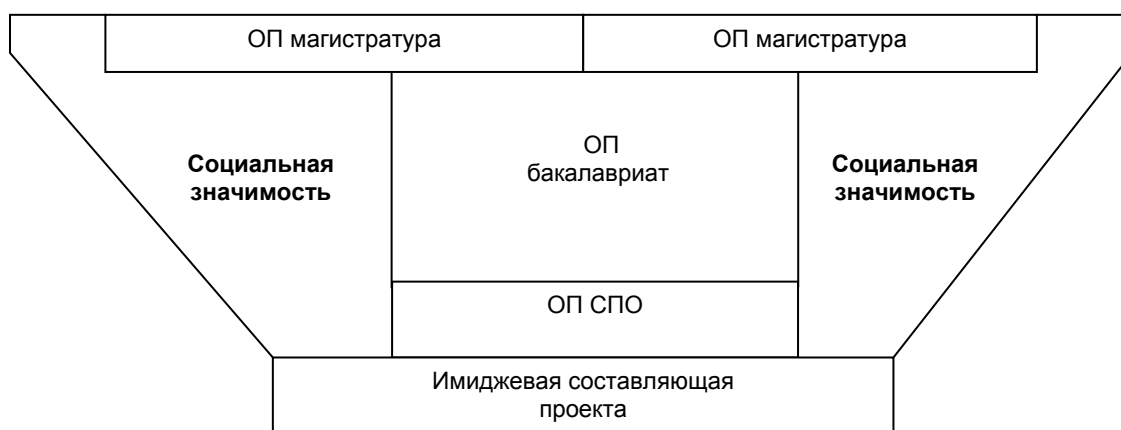 ОП магистратура
ОП магистратура
ОП
бакалавриат
Социальная
значимость
Социальная
значимость
ОП СПО
Имиджевая составляющая
проекта